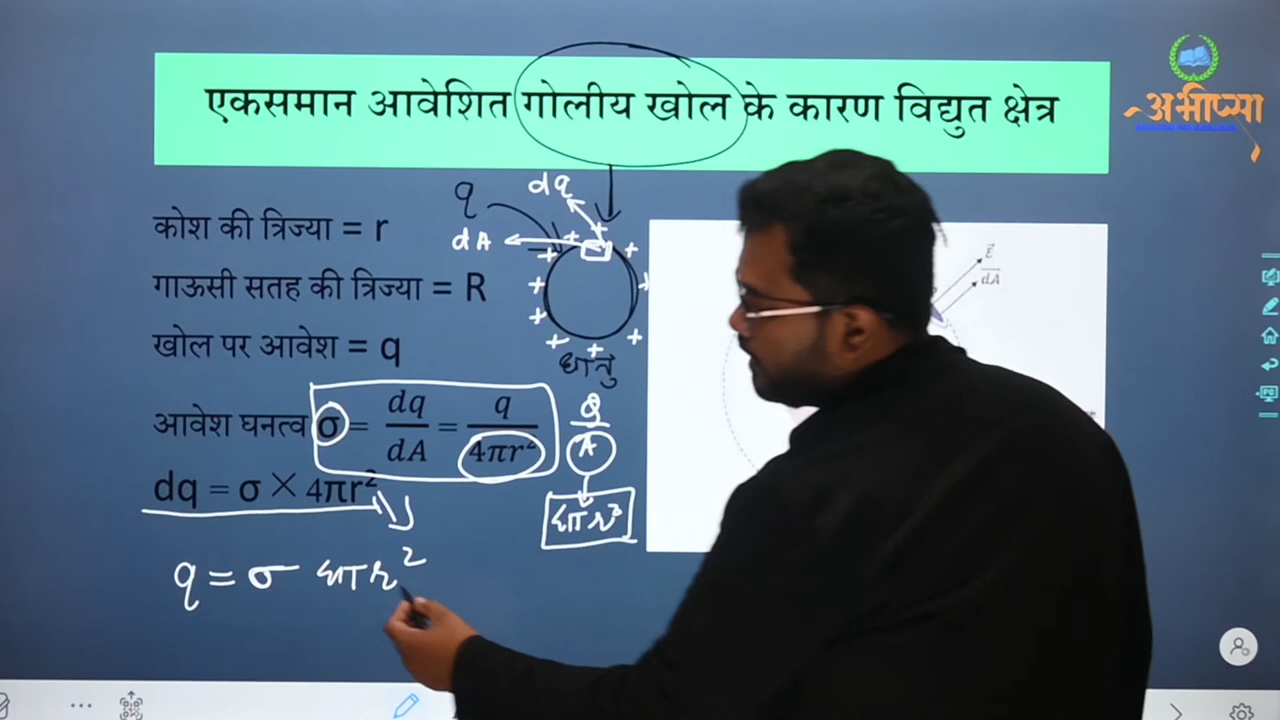 एकसमान आवेशित गोलीय खोल के कारण विद्युत क्षेत्र
अभीप्सा
कोश की त्रिज्या = r
गाऊसी सतह की त्रिज्या = R
खोल पर आवेश = q
आवेश घनत्व σ = dq/dA = q/4πr²
dq = σ × 4πr²
q = σ 4πr²
q
dq
dA
+ + + + + + + + + + +
धातु
Q/A
4πr²
E
dA